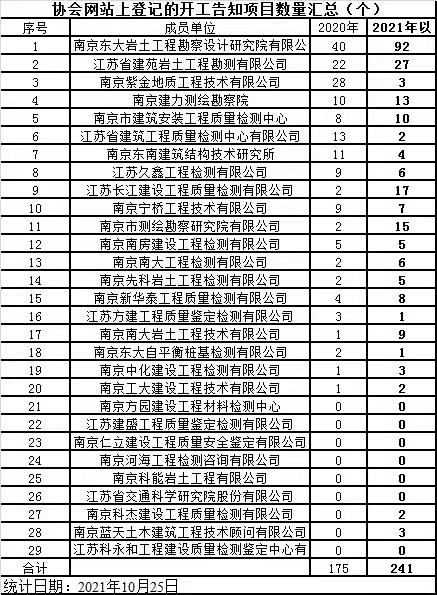 协会网站上登记的开工告知项目数量汇总（个）
序号 成员单位 2020年 2021年以
1 南京东大岩土工程勘察设计研究院有限公 40 92
2 江苏省建苑岩土工程勘测有限公司 22 27
3 南京紫金地质工程技术有限公司 28 3
4 南京建力测绘勘察院 10 13
5 南京市建筑安装工程质量检测中心 8 10
6 江苏省建筑工程质量检测中心有限公司 13 2
7 南京东南建筑结构技术研究所 11 4
8 江苏久鑫工程检测有限公司 9 6
9 江苏长江建设工程质量检测有限公司 2 17
10 南京宁桥工程技术有限公司 9 7
11 南京市测绘勘察研究院有限公司 2 15
12 南京南房建设工程检测有限公司 5 5
13 南京南大工程检测有限公司 2 6
14 南京先科岩土工程有限公司 2 5
15 南京新华泰工程质量检测有限公司 4 8
16 江苏方建工程质量鉴定检测有限公司 3 1
17 南京南大岩土工程技术有限公司 1 9
18 南京东大自平衡桩基检测有限公司 2 1
19 南京中化建设工程检测有限公司 1 3
20 南京工大建设工程技术有限公司 1 2
21 南京方园建设工程材料检测中心 0 0
22 江苏建盛工程质量鉴定检测有限公司 0 0
23 南京仁立建设工程质量安全鉴定有限公司 0 0
24 南京河海工程检测咨询有限公司 0 0
25 南京科能岩土工程有限公司 0 0
26 江苏省交通科学研究院股份有限公司 0 0
27 南京科杰建设工程质量检测有限公司 0 2
28 南京蓝天土木建筑工程技术顾问有限公司 0 3
29 江苏科永和工程建设质量检测鉴定中心有 0 0
合计 175 241
统计日期：2021年10月25日